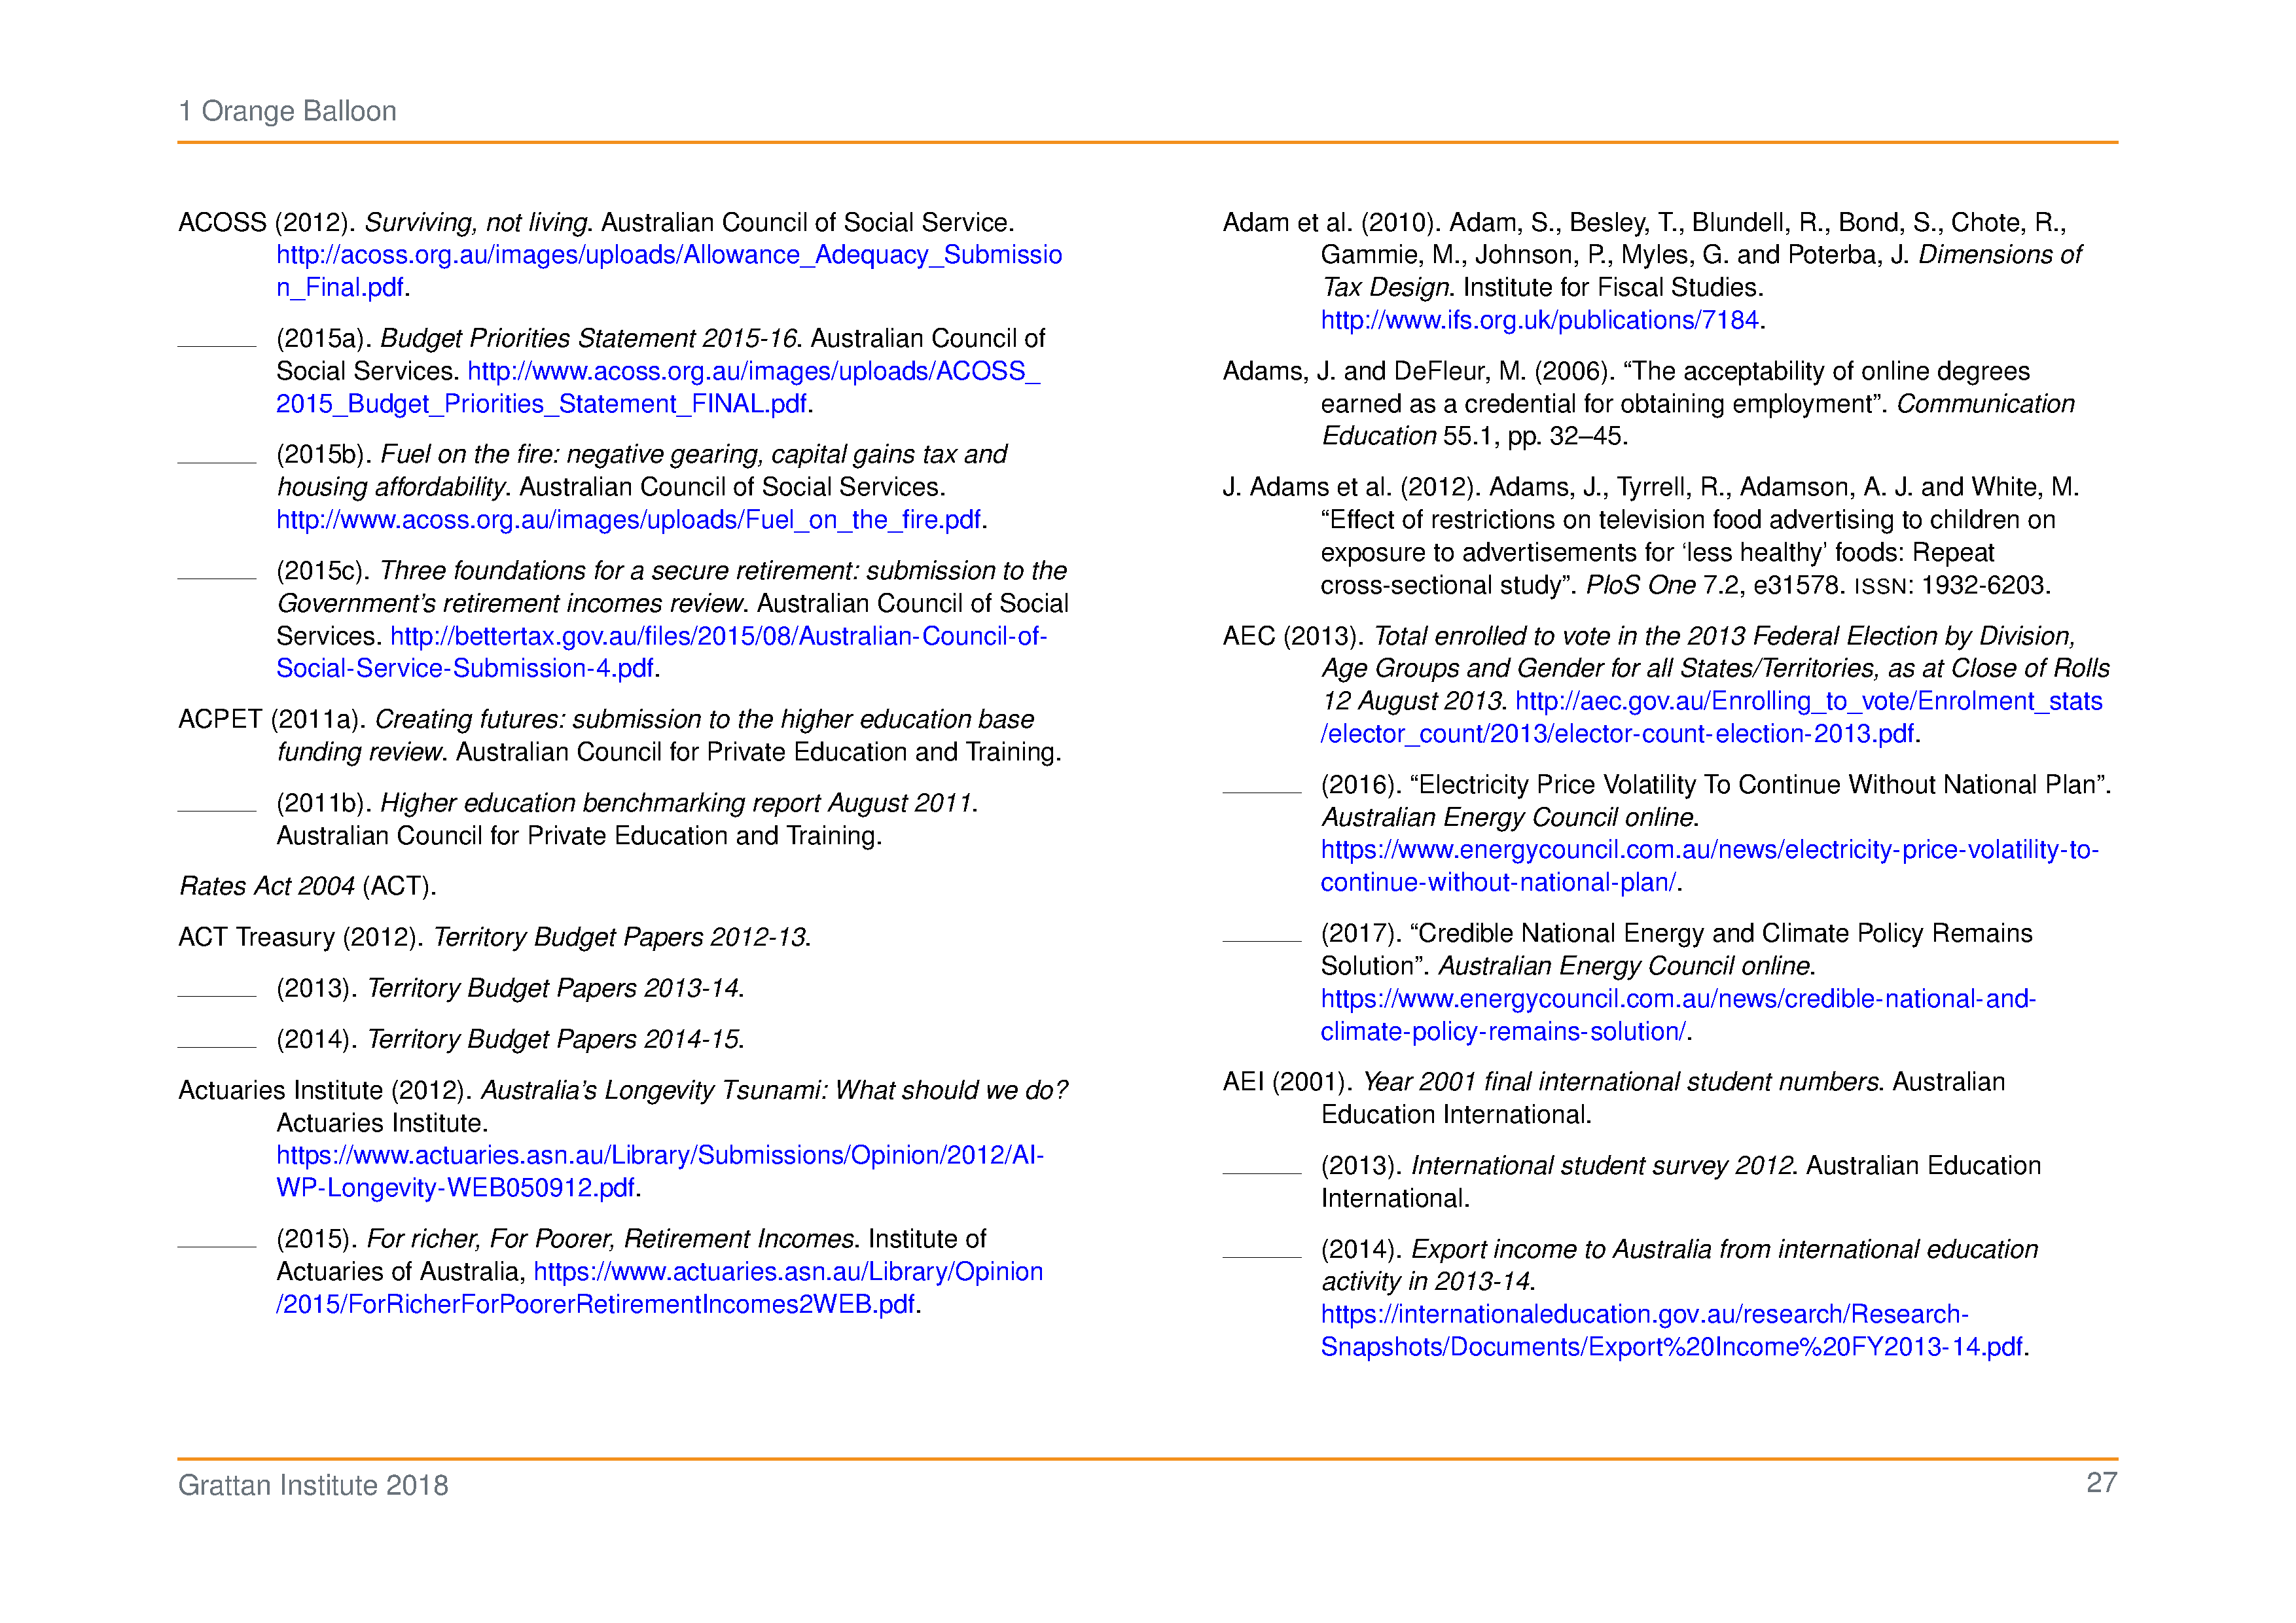 1 Orange Balloon
ACOSS (2012). Surviving, not living. Australian Council of Social Service.
http://acoss.org.au/images/uploads/Allowance_Adequacy_Submissio
n_Final.pdf.
(2015a). Budget Priorities Statement 2015-16. Australian Council of
Social Services. http://www.acoss.org.au/images/uploads/ACOSS_
2015_Budget_Priorities_Statement_FINAL.pdf.
(2015b). Fuel on the fire: negative gearing, capital gains tax and
housing affordability. Australian Council of Social Services.
http://www.acoss.org.au/images/uploads/Fuel_on_the_fire.pdf.
(2015c). Three foundations for a secure retirement: submission to the
Government’s retirement incomes review. Australian Council of Social
Services. http://bettertax.gov.au/files/2015/08/Australian-Council-of-
Social-Service-Submission-4.pdf.
ACPET (2011a). Creating futures: submission to the higher education base
funding review. Australian Council for Private Education and Training.
(2011b). Higher education benchmarking report August 2011.
Australian Council for Private Education and Training.
Rates Act 2004 (ACT).
ACT Treasury (2012). Territory Budget Papers 2012-13.
(2013). Territory Budget Papers 2013-14.
(2014). Territory Budget Papers 2014-15.
Actuaries Institute (2012). Australia’s Longevity Tsunami: What should we do?
Actuaries Institute.
https://www.actuaries.asn.au/Library/Submissions/Opinion/2012/AI-
WP-Longevity-WEB050912.pdf.
(2015). For richer, For Poorer, Retirement Incomes. Institute of
Actuaries of Australia, https://www.actuaries.asn.au/Library/Opinion
/2015/ForRicherForPoorerRetirementIncomes2WEB.pdf.
Adam et al. (2010). Adam, S., Besley, T., Blundell, R., Bond, S., Chote, R.,
Gammie, M., Johnson, P., Myles, G. and Poterba, J. Dimensions of
Tax Design. Institute for Fiscal Studies.
http://www.ifs.org.uk/publications/7184.
Adams, J. and DeFleur, M. (2006). “The acceptability of online degrees
earned as a credential for obtaining employment”. Communication
Education 55.1, pp. 32–45.
J. Adams et al. (2012). Adams, J., Tyrrell, R., Adamson, A. J. and White, M.
“Effect of restrictions on television food advertising to children on
exposure to advertisements for ‘less healthy’ foods: Repeat
cross-sectional study”. PloS One 7.2, e31578. ISSN: 1932-6203.
AEC (2013). Total enrolled to vote in the 2013 Federal Election by Division,
Age Groups and Gender for all States/Territories, as at Close of Rolls
12 August 2013. http://aec.gov.au/Enrolling_to_vote/Enrolment_stats
/elector_count/2013/elector-count-election-2013.pdf.
(2016). “Electricity Price Volatility To Continue Without National Plan”.
Australian Energy Council online.
https://www.energycouncil.com.au/news/electricity-price-volatility-to-
continue-without-national-plan/.
(2017). “Credible National Energy and Climate Policy Remains
Solution”. Australian Energy Council online.
https://www.energycouncil.com.au/news/credible-national-and-
climate-policy-remains-solution/.
AEI (2001). Year 2001 final international student numbers. Australian
Education International.
(2013). International student survey 2012. Australian Education
International.
(2014). Export income to Australia from international education
activity in 2013-14.
https://internationaleducation.gov.au/research/Research-
Snapshots/Documents/Export%20Income%20FY2013-14.pdf.
Grattan Institute 2018
27